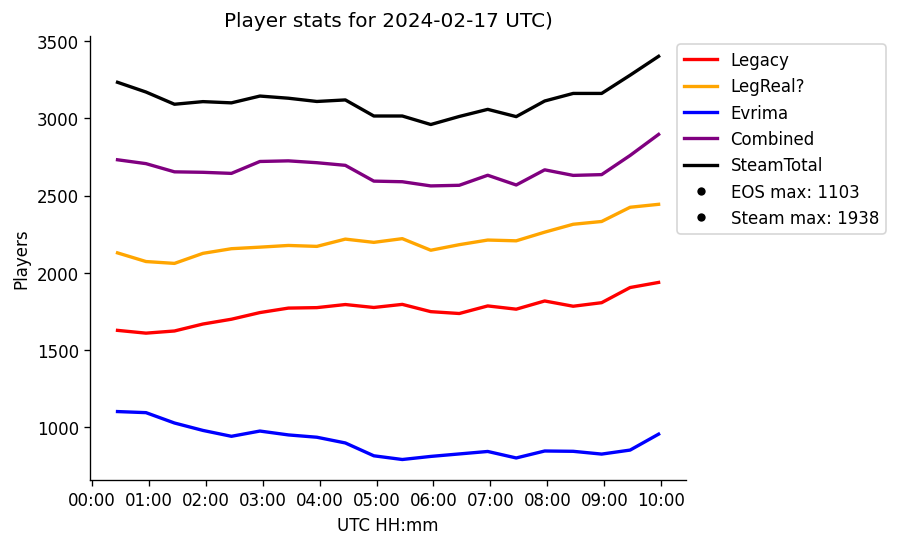 Player stats for 2024-02-17 UTC)
3500
3000
2500
2000
1500
1000
Players
00:00 01:00 02:00 03:00 04:00 05:00 06:00 07:00 08:00 09:00 10:00
UTC HH:mm
Legacy
LegReal?
Evrima
Combined
SteamTotal
EOS max: 1103
Steam max: 1938